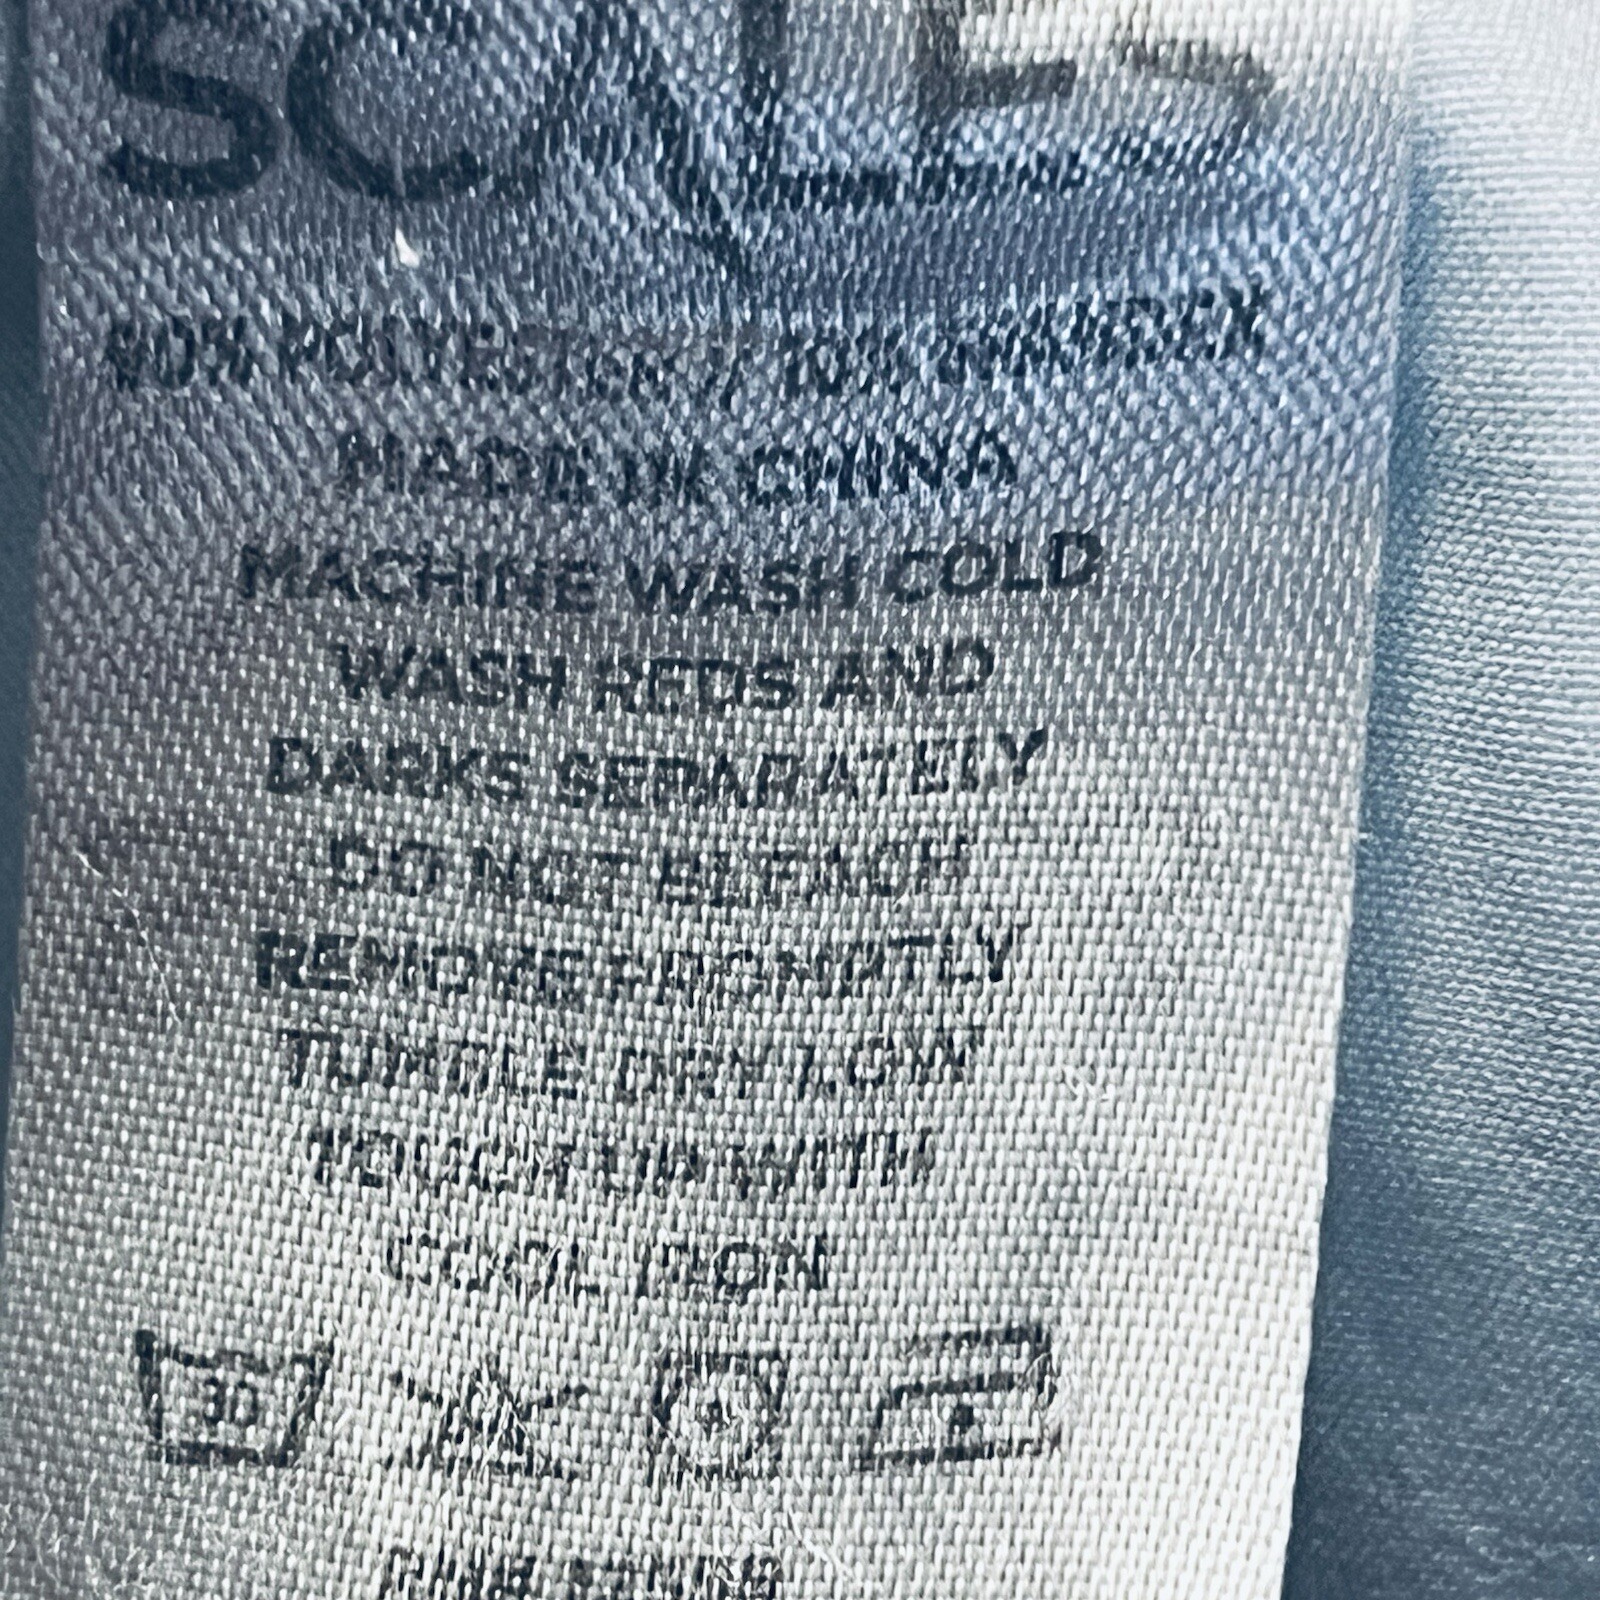 90% POLYESTER / 10% SPANDEX
MADE IN CHINA
MACHINE WASH COLD
WASH REDS AND
DARKS SEPARATELY
DO NOT BLEACH
REMOVE PROMPTLY
TUMBLE DRY LOW
TOUCH UP WITH
COOL IRON
30